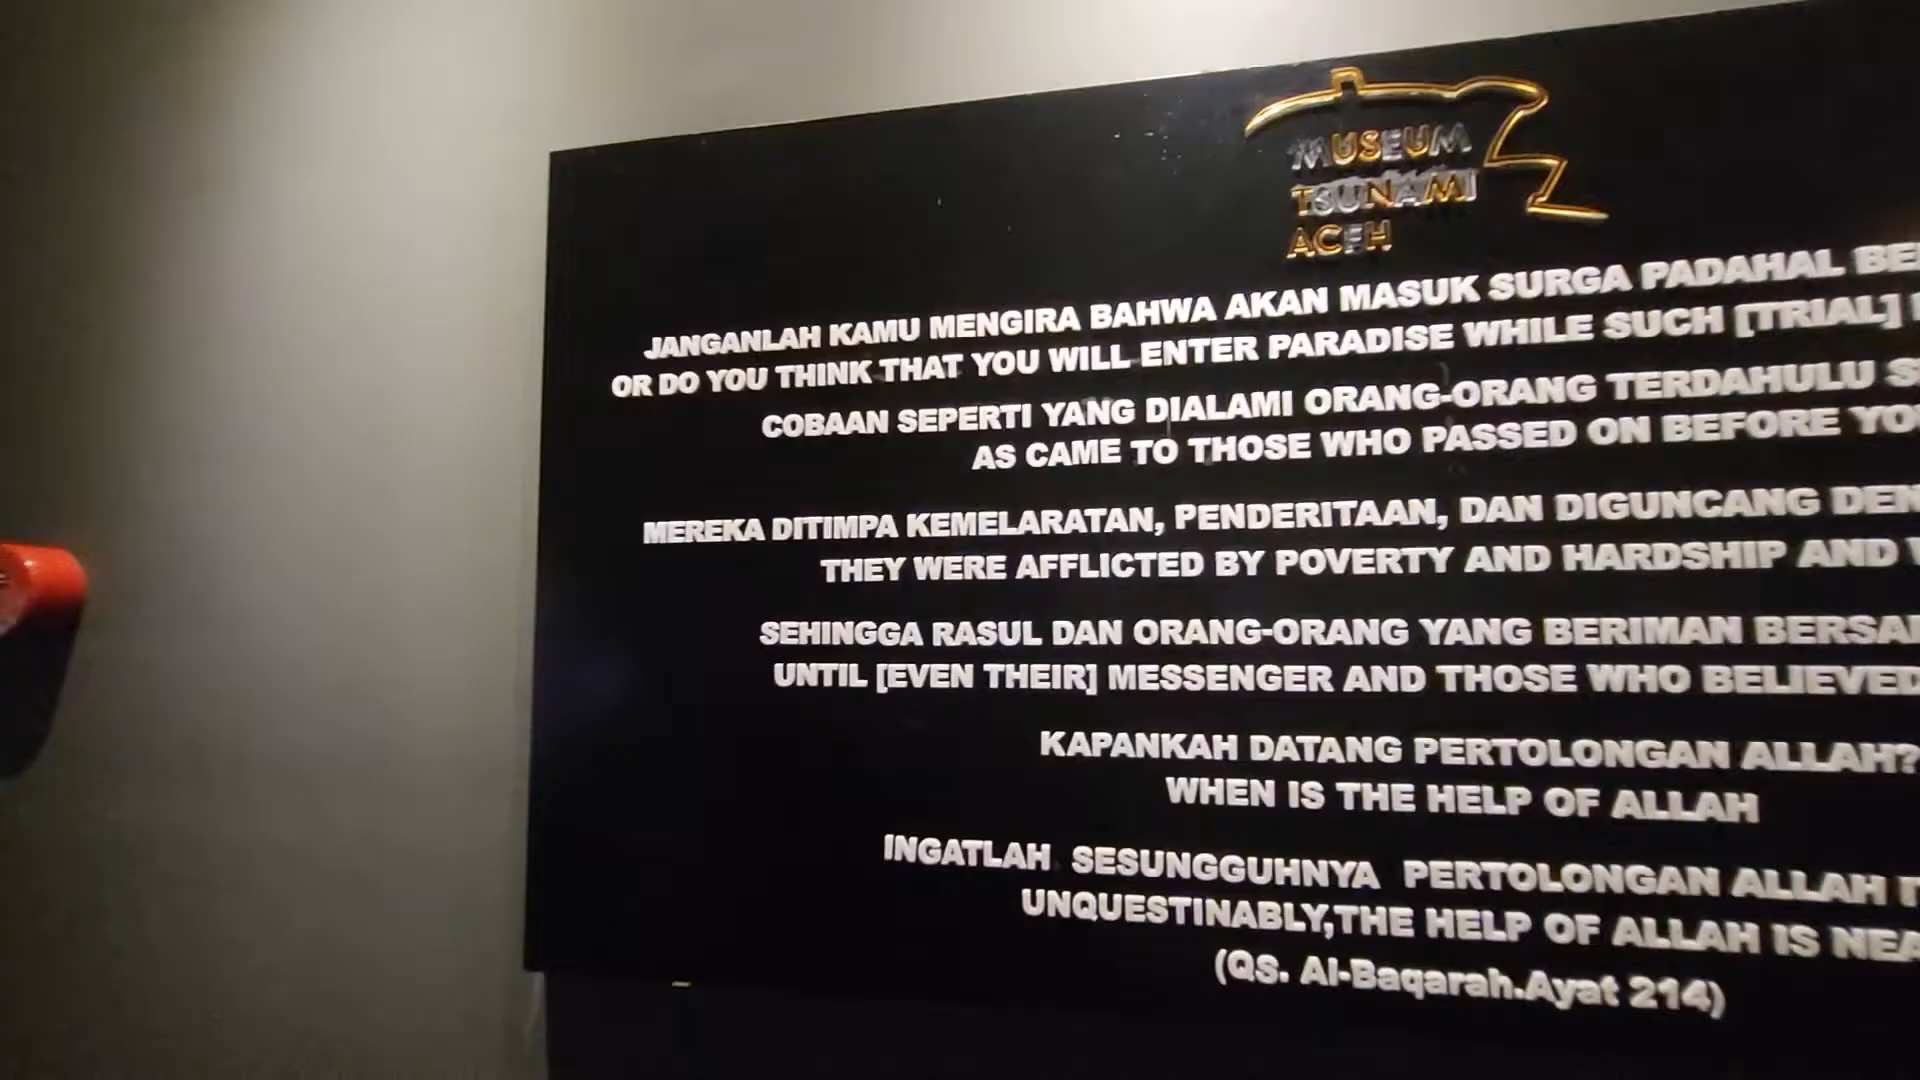 MUSEUM
TSUNAMI
ACEH
JANGANLAH KAMU MENGIRA BAHWA AKAN MASUK SURGA PADAHAL
OR DO YOU THINK THAT YOU WILL ENTER PARADISE WHILE SUCH [TRIAL]
COBAAN SEPERTI YANG DIALAMI ORANG-ORANG TERDAHULU
AS CAME TO THOSE WHO PASSED ON BEFORE
MEREKA DITIMPA KEMELARATAN, PENDERITAAN, DAN DIGUNCANG
THEY WERE AFFLICTED BY POVERTY AND HARDSHIP AND
SEHINGGA RASUL DAN ORANG-ORANG YANG BERIMAN
UNTIL [EVEN THEIR] MESSENGER AND THOSE WHO BELIEVED
KAPANKAH DATANG PERTOLONGAN ALLAH?
WHEN IS THE HELP OF ALLAH
INGATLAH SESUNGGUHNYA PERTOLONGAN ALLAH
UNQUESTINABLY,THE HELP OF ALLAH IS
(QS. Al-Baqarah.Ayat 214)